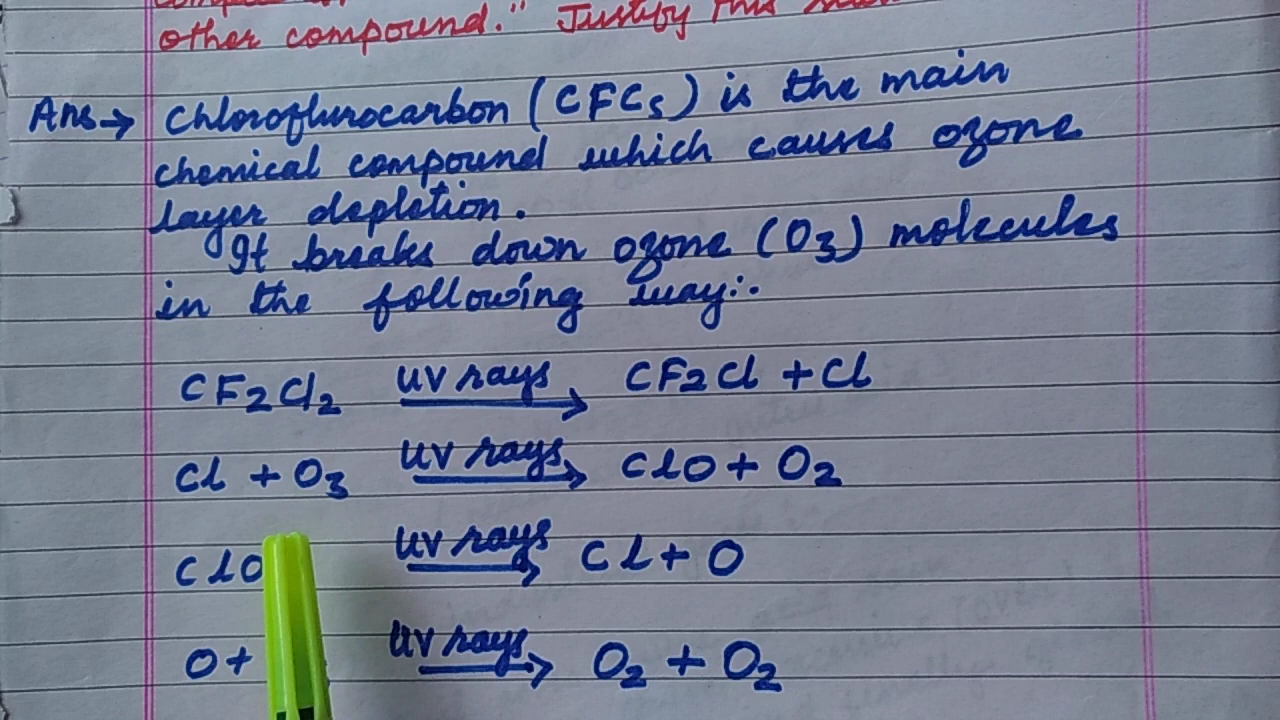 other compound." Justify this
Ans → Chloroflurocarbon (CFCs) is the main
chemical compound which causes ozone
layer depletion.
It breaks down ozone (O3) molecules
in the following way:.
CF2Cl2 UV rays → CF2Cl + Cl
Cl + O3 UV rays → ClO + O2
ClO UV rays → Cl + O
O + UV rays → O2 + O2